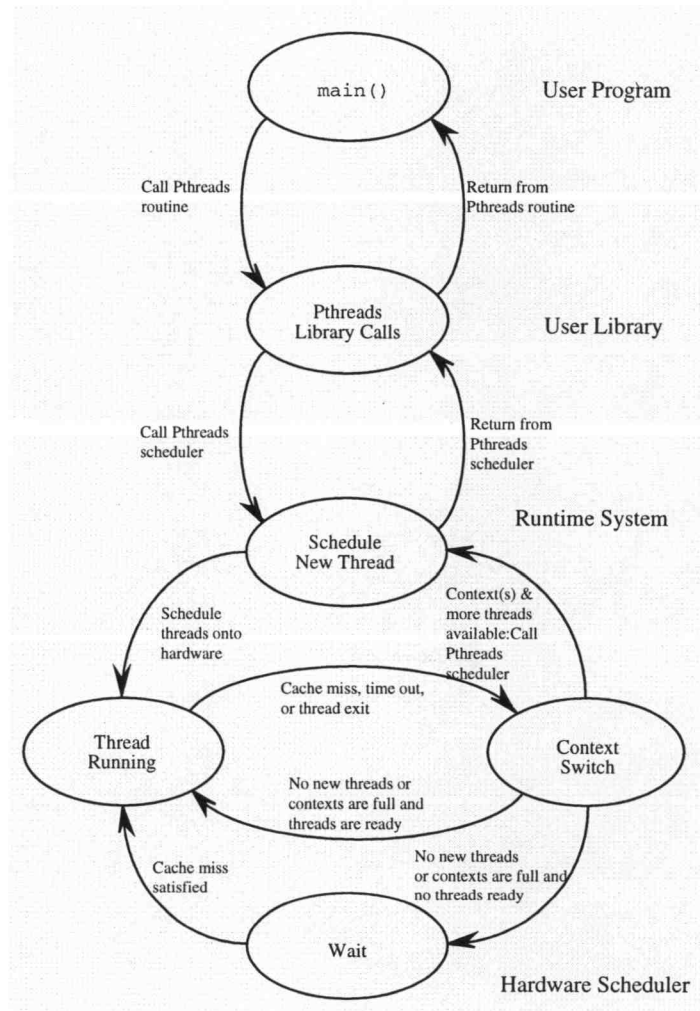 main()
User Program
Call Pthreads
routine
Return from
Pthreads routine
Pthreads
Library Calls
User Library
Call Pthreads
scheduler
Return from
Pthreads
scheduler
Runtime System
Schedule
New Thread
Schedule
threads onto
hardware
Context(s) &
more threads
available:Call
Pthreads
scheduler
Cache miss, time out,
or thread exit
Thread
Running
Context
Switch
No new threads or
contexts are full and
threads are ready
Cache miss
satisfied
No new threads
or contexts are full and
no threads ready
Wait
Hardware Scheduler